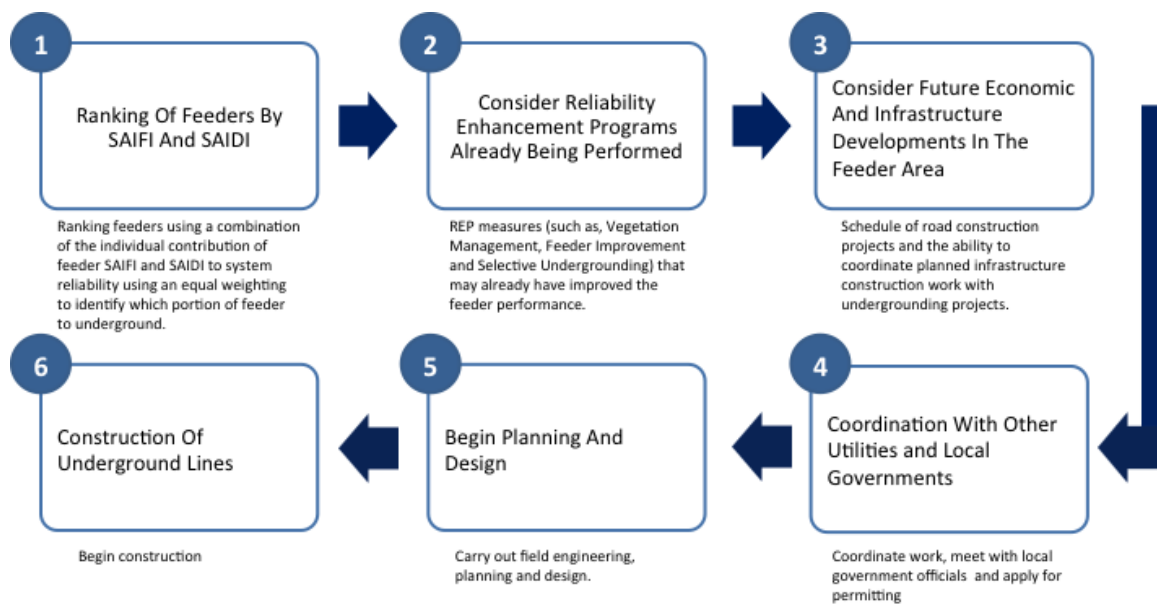 1
Ranking Of Feeders By
SAIFI And SAIDI
Ranking feeders using a combination
of the individual contribution of
feeder SAIFI and SAIDI to system
reliability using an equal weighting
to identify which portion of feeder
to underground.
2
Consider Reliability
Enhancement Programs
Already Being Performed
REP measures (such as, Vegetation
Management, Feeder Improvement
and Selective Undergrounding) that
may already have improved the
feeder performance.
3
Consider Future Economic
And Infrastructure
Developments In The
Feeder Area
Schedule of road construction
projects and the ability to
coordinate planned infrastructure
construction work with
undergrounding projects.
4
Coordination With Other
Utilities and Local
Governments
Coordinate work, meet with local
government officials and apply for
permitting
5
Begin Planning And
Design
Carry out field engineering,
planning and design.
6
Construction Of
Underground Lines
Begin construction